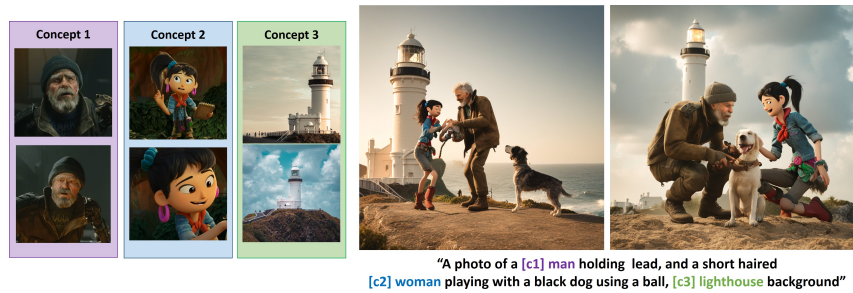 Concept 1
Concept 2
Concept 3
“A photo of a [c1] man holding lead, and a short haired
[c2] woman playing with a black dog using a ball, [c3] lighthouse background”